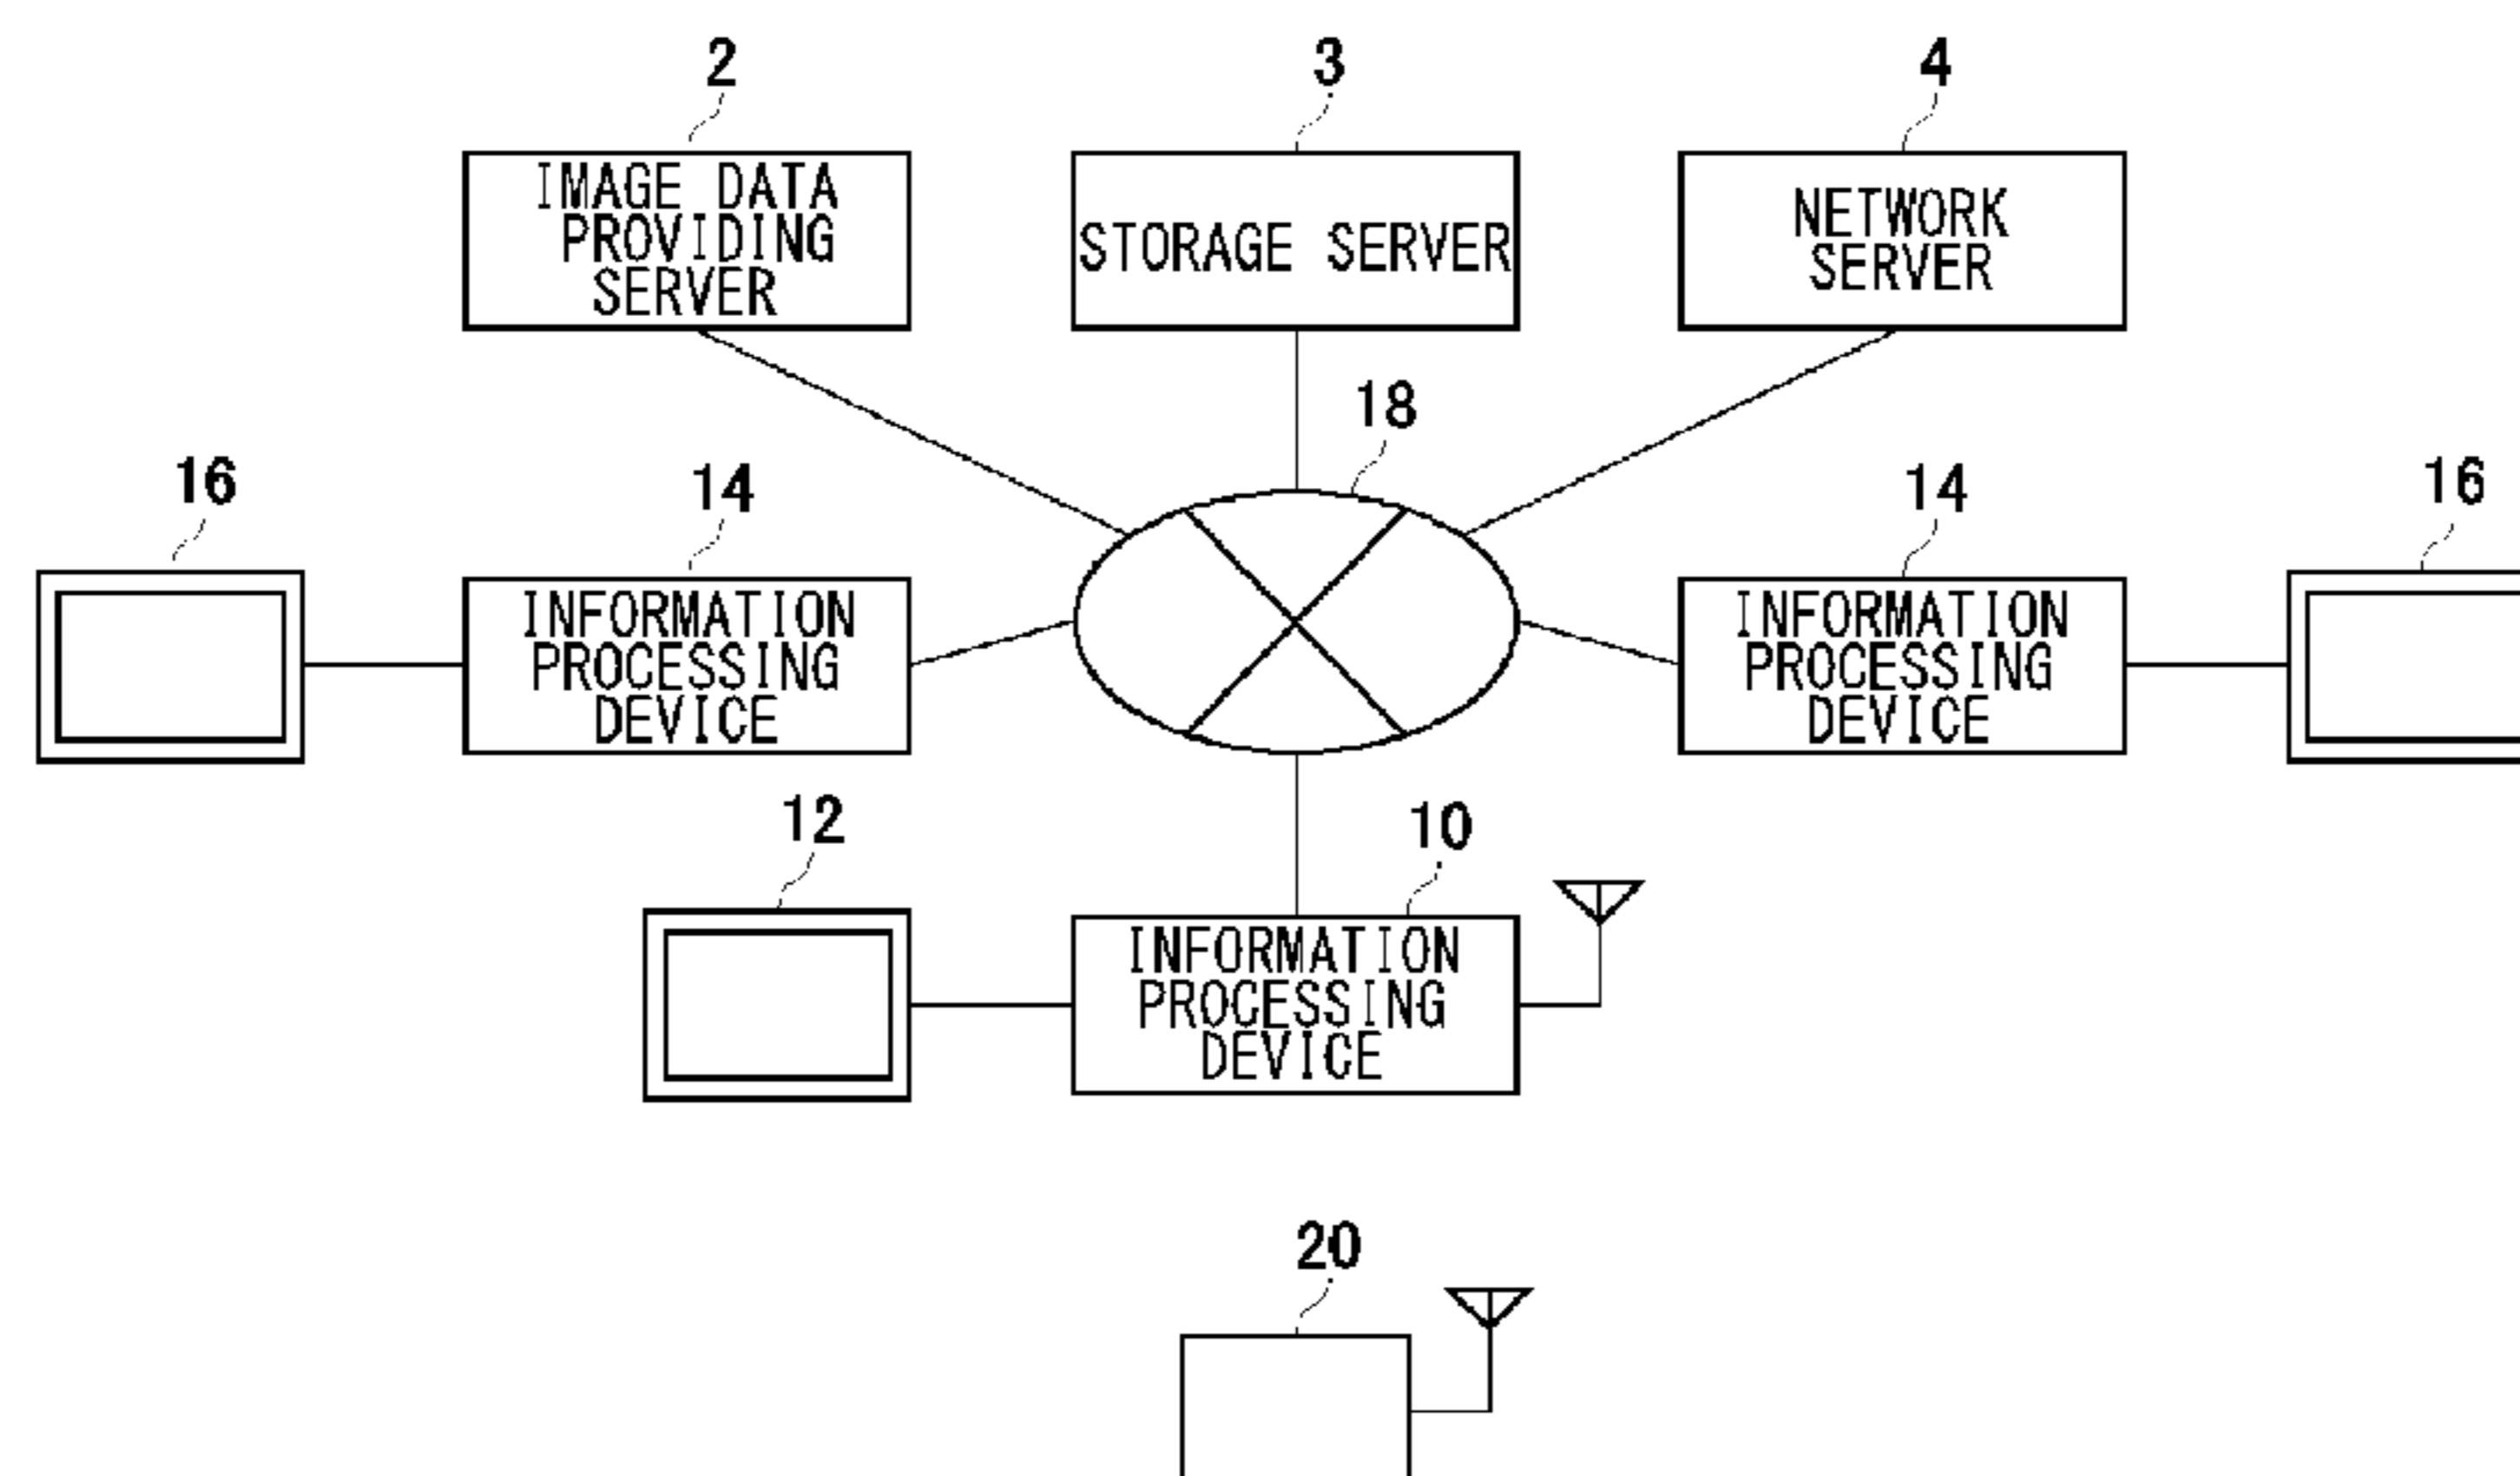 2
3
4
IMAGE DATA
PROVIDING
SERVER
STORAGE SERVER
NETWORK
SERVER
18
16
14
14
16
INFORMATION
PROCESSING
DEVICE
INFORMATION
PROCESSING
DEVICE
12
10
INFORMATION
PROCESSING
DEVICE
20